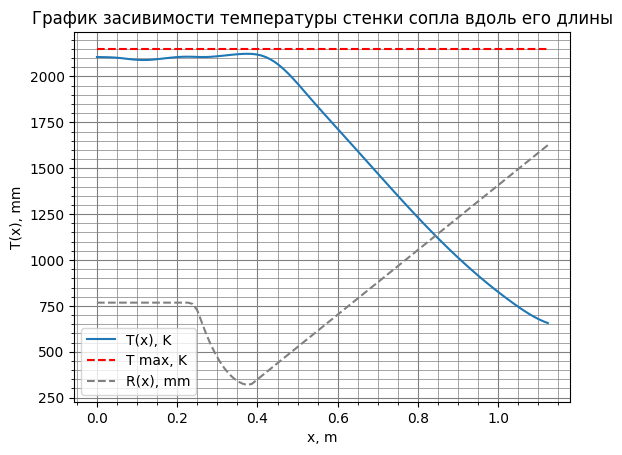 График засивимости температуры стенки сопла вдоль его длины
T(x), mm
2000
1750
1500
1250
1000
750
500
250
T(x), K
T max, K
R(x), mm
0.0 0.2 0.4 0.6 0.8 1.0
x, m